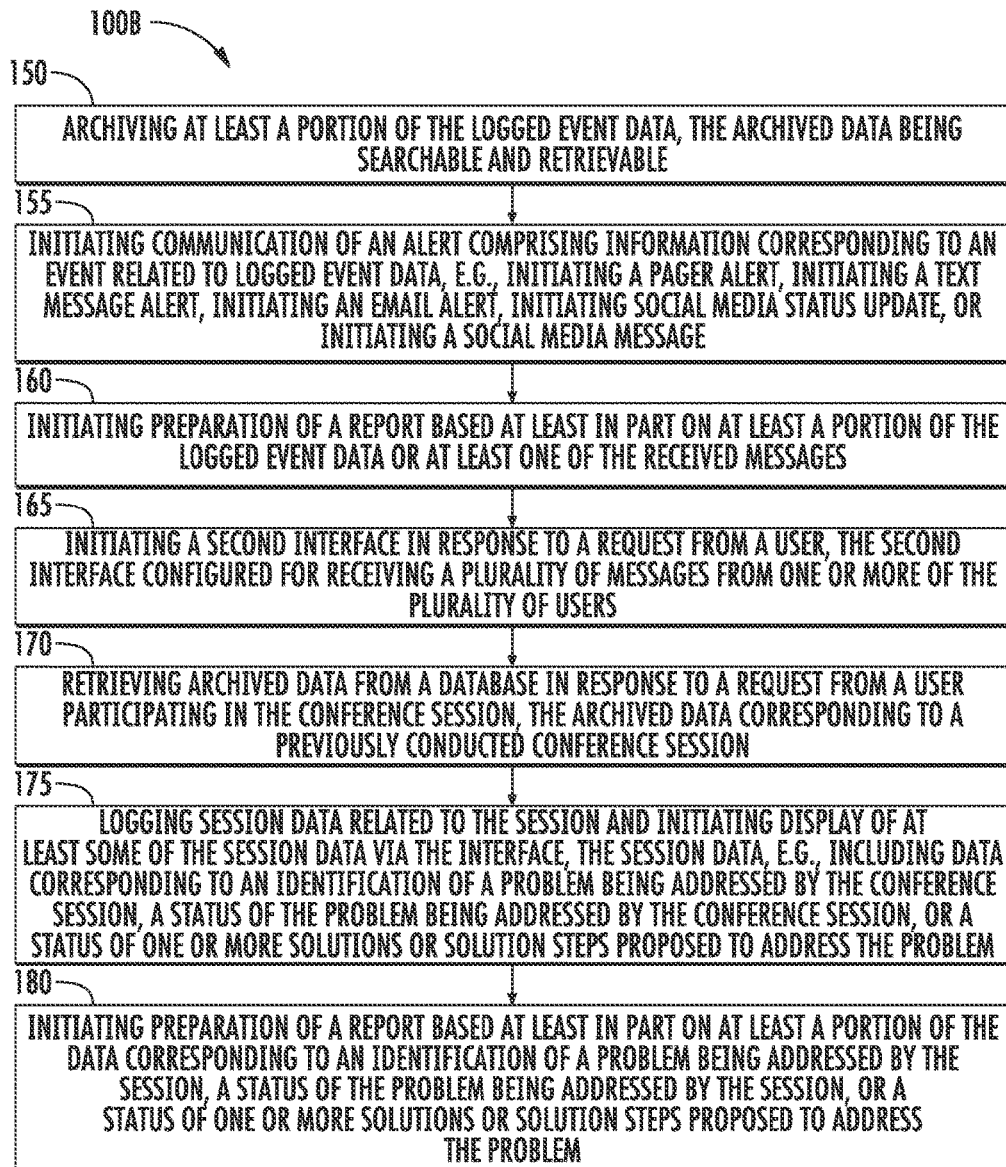 100B
150
ARCHIVING AT LEAST A PORTION OF THE LOGGED EVENT DATA, THE ARCHIVED DATA BEING
SEARCHABLE AND RETRIEVABLE
155
INITIATING COMMUNICATION OF AN ALERT COMPRISING INFORMATION CORRESPONDING TO AN
EVENT RELATED TO LOGGED EVENT DATA, E.G., INITIATING A PAGER ALERT, INITIATING A TEXT
MESSAGE ALERT, INITIATING AN EMAIL ALERT, INITIATING SOCIAL MEDIA STATUS UPDATE, OR
INITIATING A SOCIAL MEDIA MESSAGE
160
INITIATING PREPARATION OF A REPORT BASED AT LEAST IN PART ON AT LEAST A PORTION OF THE
LOGGED EVENT DATA OR AT LEAST ONE OF THE RECEIVED MESSAGES
165
INITIATING A SECOND INTERFACE IN RESPONSE TO A REQUEST FROM A USER, THE SECOND
INTERFACE CONFIGURED FOR RECEIVING A PLURALITY OF MESSAGES FROM ONE OR MORE OF THE
PLURALITY OF USERS
170
RETRIEVING ARCHIVED DATA FROM A DATABASE IN RESPONSE TO A REQUEST FROM A USER
PARTICIPATING IN THE CONFERENCE SESSION, THE ARCHIVED DATA CORRESPONDING TO A
PREVIOUSLY CONDUCTED CONFERENCE SESSION
175
LOGGING SESSION DATA RELATED TO THE SESSION AND INITIATING DISPLAY OF AT
LEAST SOME OF THE SESSION DATA VIA THE INTERFACE, THE SESSION DATA, E.G., INCLUDING DATA
CORRESPONDING TO AN IDENTIFICATION OF A PROBLEM BEING ADDRESSED BY THE CONFERENCE
SESSION, A STATUS OF THE PROBLEM BEING ADDRESSED BY THE CONFERENCE SESSION, OR A
STATUS OF ONE OR MORE SOLUTIONS OR SOLUTION STEPS PROPOSED TO ADDRESS THE PROBLEM
180
INITIATING PREPARATION OF A REPORT BASED AT LEAST IN PART ON AT LEAST A PORTION OF THE
DATA CORRESPONDING TO AN IDENTIFICATION OF A PROBLEM BEING ADDRESSED BY THE
SESSION, A STATUS OF THE PROBLEM BEING ADDRESSED BY THE SESSION, OR A
STATUS OF ONE OR MORE SOLUTIONS OR SOLUTION STEPS PROPOSED TO ADDRESS
THE PROBLEM